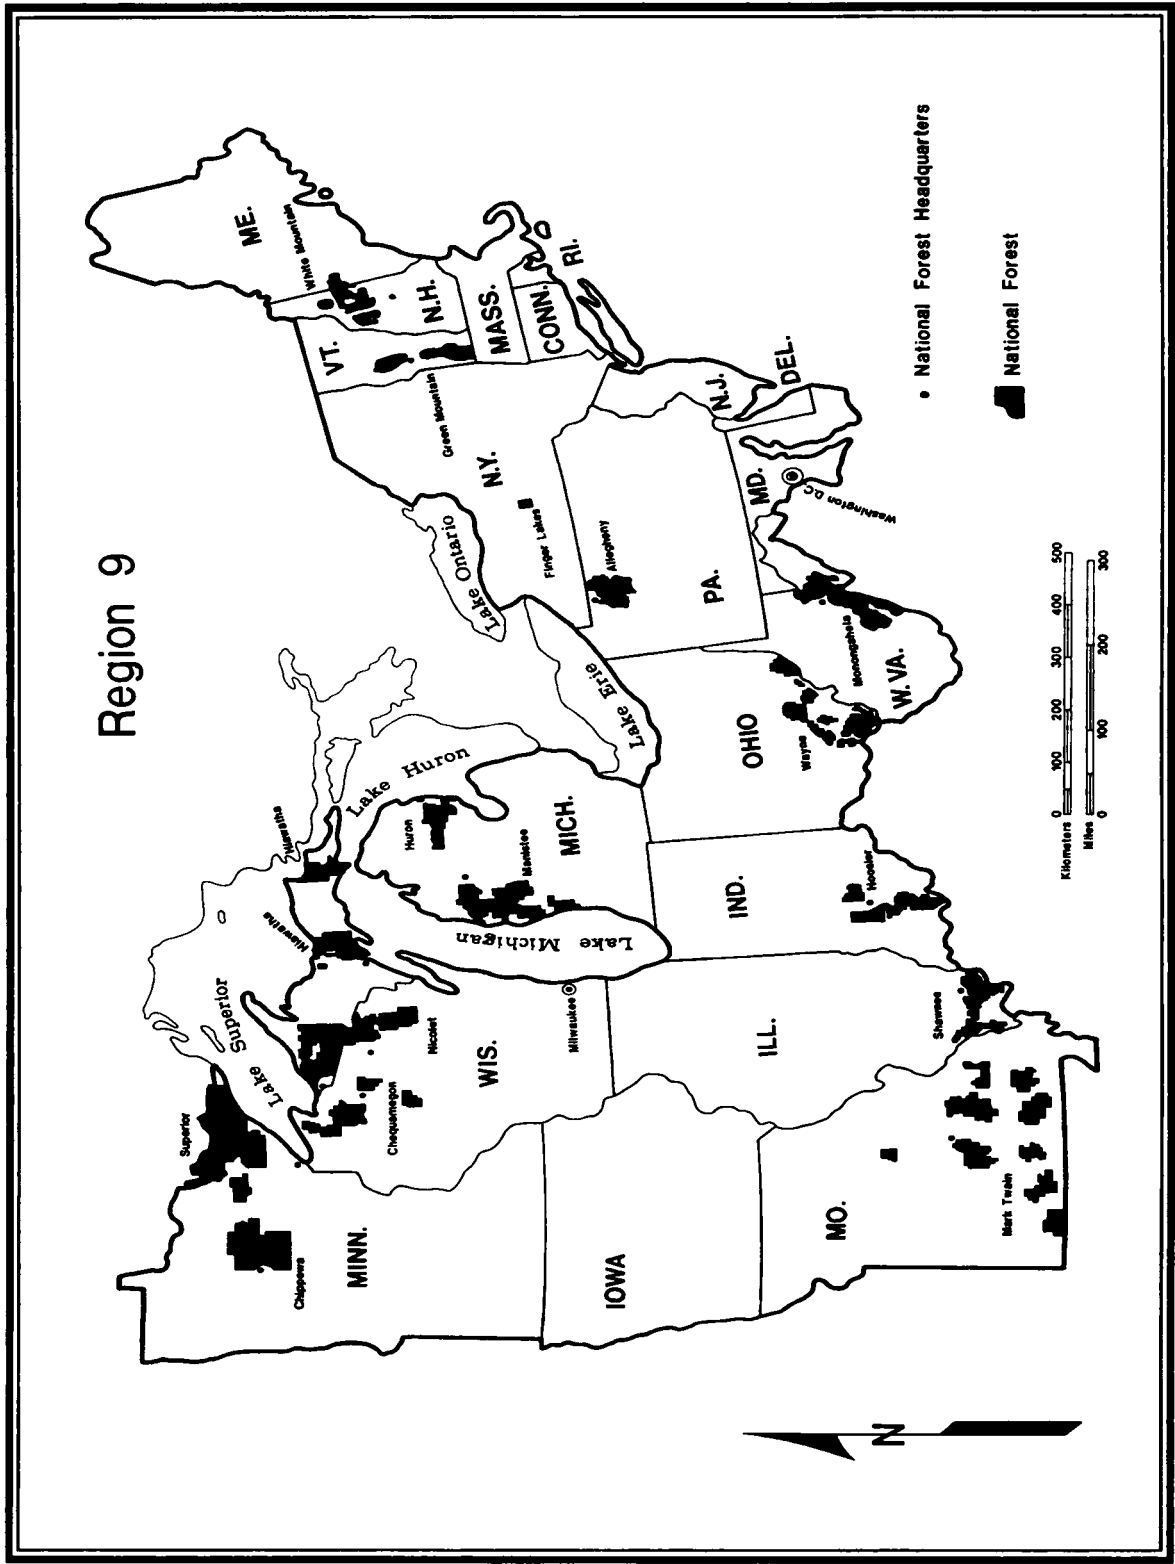 Region 9
ME.
White Mountain
VT.
N.H.
MASS.
CONN.
RI.
Green Mountain
N.Y.
Finger Lakes
Lake Ontario
N.J.
DEL.
MD.
Washington D.C.
Allegheny
PA.
Lake Erie
Monongahela
W. VA.
OHIO
Wayne
Lake Huron
Huron
MICH.
Manistee
Hiawatha
Hiawatha
Lake Michigan
IND.
Hoosier
Lake Superior
Nicolet
Chequamegon
WIS.
Milwaukee
ILL.
Shawnee
Superior
Chippewa
MINN.
IOWA
MO.
Mark Twain
National Forest Headquarters
National Forest
0 100 200 300 400 500
Kilometers
Miles
0 100 200 300
N